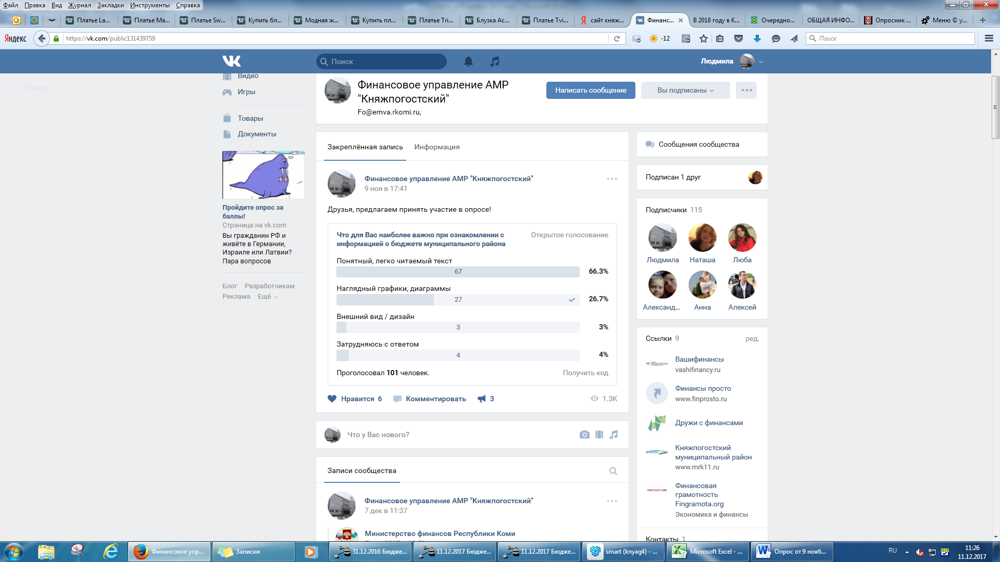 Файл Правка Вид Журнал Закладки Инструменты Справка
Платье La... Платье Ma... Платье Sw... Купить бл... Модная ж... Купить пл... Платье Tri... Блузка As... Платье Tvi... сайт княж... Финанс... В 2018 году в К... Очередно... ОБЩАЯ ИНФО... Опросник ... Меню © у...
Яндекс https://vk.com/public131439759 -12 Поиск
Поиск Людмила
Наверх
Видео
Игры
Товары
Документы
Пройдите опрос за
баллы!
Страница на vk.com
Вы гражданин РФ и
живёте в Германии,
Израиле или Латвии?
Пара вопросов
Блог Разработчикам
Реклама Ещё
Финансовое управление АМР
"Княжпогостский"
Fo@emva.rkomi.ru,
Написать сообщение Вы подписаны
Закреплённая запись Информация
Финансовое управление АМР "Княжпогостский"
9 ноя в 17:41
Друзья, предлагаем принять участие в опросе!
Что для Вас наиболее важно при ознакомлении с
информацией о бюджете муниципального района
Открытое голосование
Понятный, легко читаемый текст
67 66.3%
Наглядный графики, диаграммы
27 26.7%
Внешний вид / дизайн
3 3%
Затрудняюсь с ответом
4 4%
Проголосовал 101 человек. Получить код
Нравится 6 Комментировать 3 1.3K
Что у Вас нового?
Записи сообщества
Финансовое управление АМР "Княжпогостский"
7 дек в 11:37
Министерство финансов Республики Коми
Сообщения сообщества
Подписан 1 друг
Подписчики 115
Людмила Наташа Люба
Александ... Анна Алексей
Ссылки 9 ред.
Вашифинансы
vashifinancy.ru
Финансы просто
www.finprosto.ru
Дружи с финансами
Княжпогостский
муниципальный район
www.mrk11.ru
FINGRAMOTA.ORG
Финансовая
грамотность
Fingramota.org
Экономика и финансы
Контакты 1
Финансовое упр... Записки 31.12.2016 Бюдже... 11.12.2017 Бюдже... 11.12.2017 Бюдже... smart (knyag4) - ... Microsoft Excel - ... Опрос от 9 нояб... RU 11:26
11.12.2017